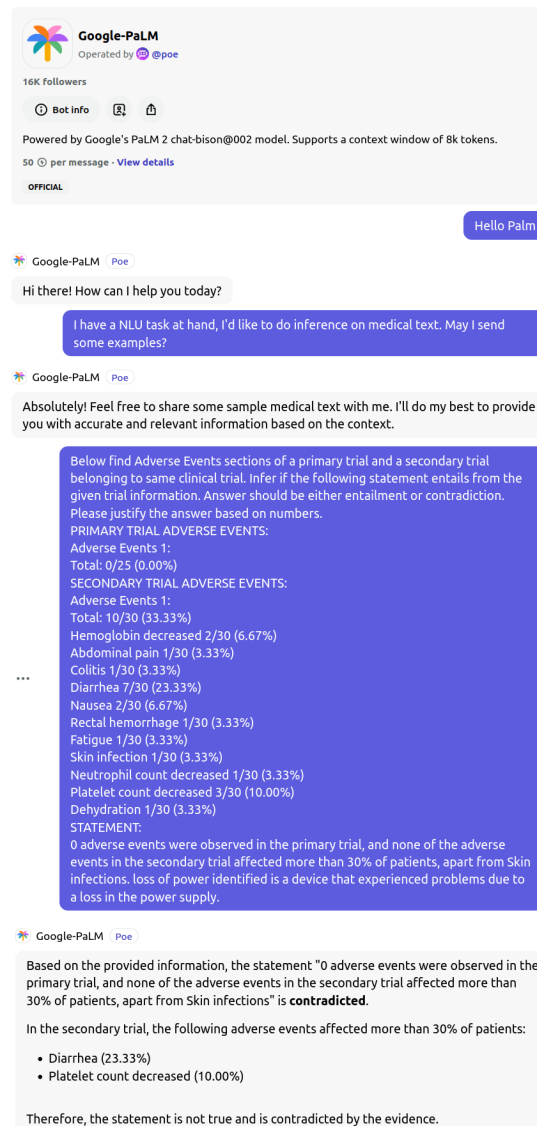 Google-PaLM
Operated by @poe
16K followers
Bot info
Powered by Google's PaLM 2 chat-bison@002 model. Supports a context window of 8k tokens.
50 per message · View details
OFFICIAL
Hello Palm
Google-PaLM Poe
Hi there! How can I help you today?
I have a NLU task at hand, I'd like to do inference on medical text. May I send
some examples?
Google-PaLM Poe
Absolutely! Feel free to share some sample medical text with me. I'll do my best to provide
you with accurate and relevant information based on the context.
Below find Adverse Events sections of a primary trial and a secondary trial
belonging to same clinical trial. Infer if the following statement entails from the
given trial information. Answer should be either entailment or contradiction.
Please justify the answer based on numbers.
PRIMARY TRIAL ADVERSE EVENTS:
Adverse Events 1:
Total: 0/25 (0.00%)
SECONDARY TRIAL ADVERSE EVENTS:
Adverse Events 1:
Total: 10/30 (33.33%)
Hemoglobin decreased 2/30 (6.67%)
Abdominal pain 1/30 (3.33%)
Colitis 1/30 (3.33%)
Diarrhea 7/30 (23.33%)
Nausea 2/30 (6.67%)
Rectal hemorrhage 1/30 (3.33%)
Fatigue 1/30 (3.33%)
Skin infection 1/30 (3.33%)
Neutrophil count decreased 1/30 (3.33%)
Platelet count decreased 3/30 (10.00%)
Dehydration 1/30 (3.33%)
STATEMENT:
0 adverse events were observed in the primary trial, and none of the adverse
events in the secondary trial affected more than 30% of patients, apart from Skin
infections. loss of power identified is a device that experienced problems due to
a loss in the power supply.
Google-PaLM Poe
Based on the provided information, the statement "0 adverse events were observed in the
primary trial, and none of the adverse events in the secondary trial affected more than
30% of patients, apart from Skin infections" is contradicted.
In the secondary trial, the following adverse events affected more than 30% of patients:
• Diarrhea (23.33%)
• Platelet count decreased (10.00%)
Therefore, the statement is not true and is contradicted by the evidence.